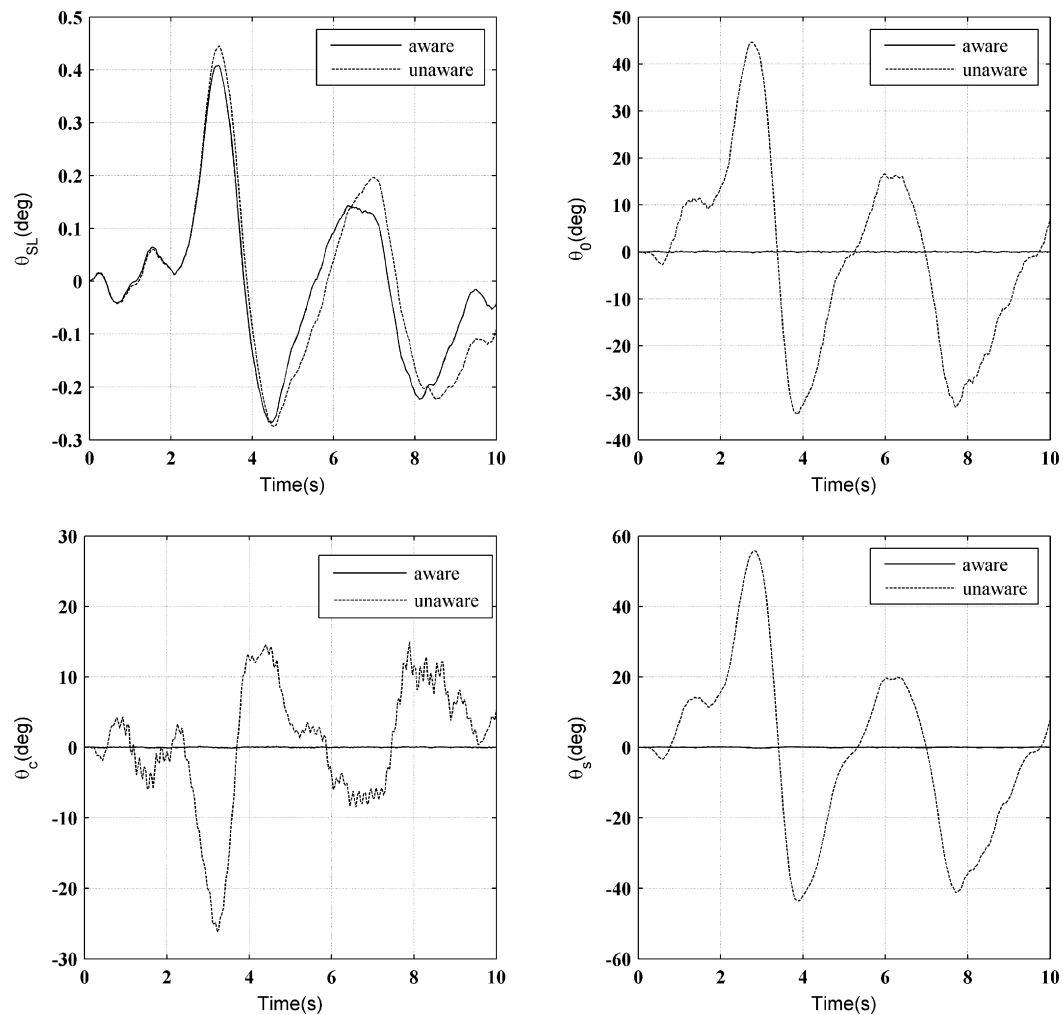 0.5
0.4
0.3
0.2
0.1
0
-0.1
-0.2
-0.3
θSL(deg)
aware
unaware
0 2 4 6 8 10
Time(s)
50
40
30
20
10
0
-10
-20
-30
-40
θ0(deg)
aware
unaware
0 2 4 6 8 10
Time(s)
30
20
10
0
-10
-20
-30
θc(deg)
aware
unaware
0 2 4 6 8 10
Time(s)
60
40
20
0
-20
-40
-60
θs(deg)
aware
unaware
0 2 4 6 8 10
Time(s)